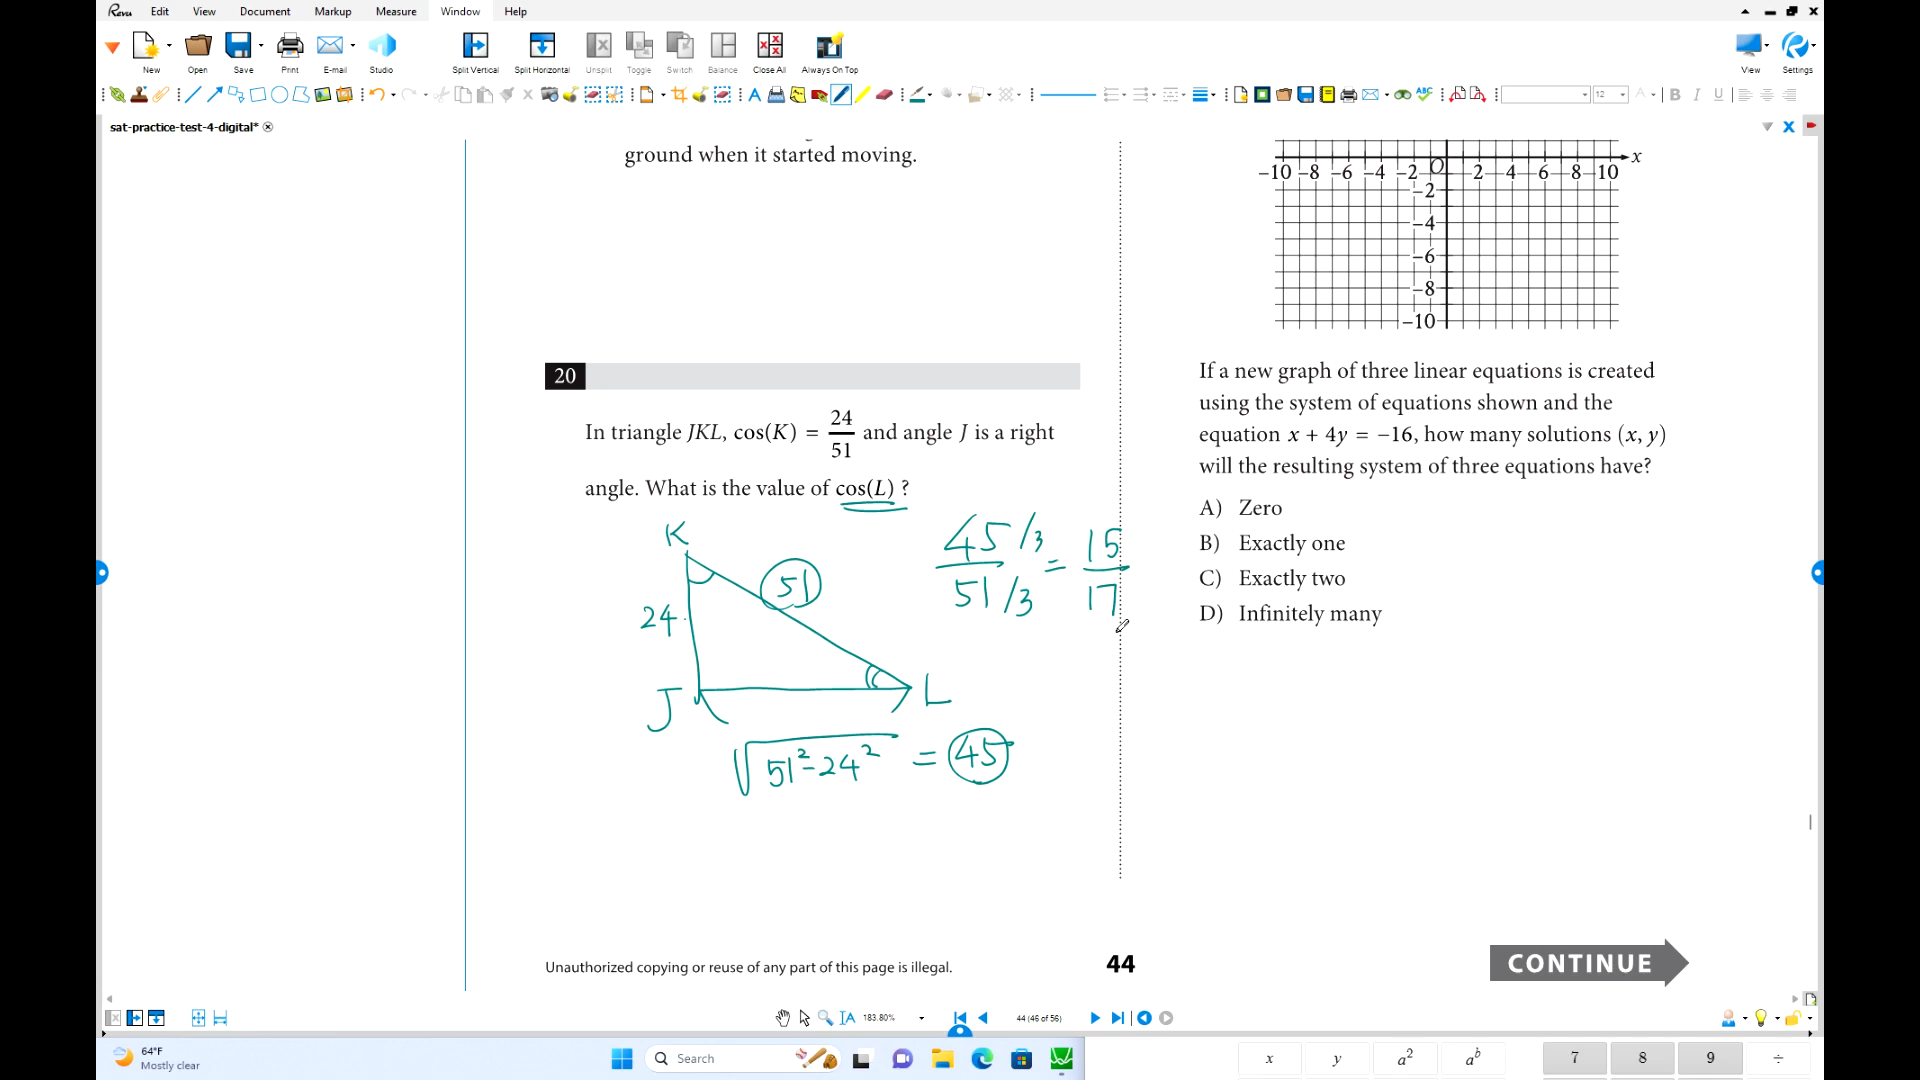 Revu Edit View Document Markup Measure Window Help
New Open Save Print E-mail Studio Split Vertical Split Horizontal Unsplit Toggle Switch Balance Close All Always On Top View Settings
12 A B I U
sat-practice-test-4-digital*
ground when it started moving.
20
In triangle JKL, cos(K) = 24/51 and angle J is a right
angle. What is the value of cos(L) ?
K
51
24
J
L
√51²-24² = 45
45/3 / 51/3 = 15/17
x
O
-10 -8 -6 -4 -2 2 4 6 8 10
-2
-4
-6
-8
-10
If a new graph of three linear equations is created
using the system of equations shown and the
equation x + 4y = −16, how many solutions (x, y)
will the resulting system of three equations have?
A) Zero
B) Exactly one
C) Exactly two
D) Infinitely many
Unauthorized copying or reuse of any part of this page is illegal.
44
CONTINUE
183.80%
44 (46 of 56)
64°F
Mostly clear
Search
x y a² aᵇ 7 8 9 ÷